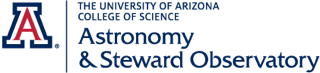 A
THE UNIVERSITY OF ARIZONA
COLLEGE OF SCIENCE
Astronomy
& Steward Observatory